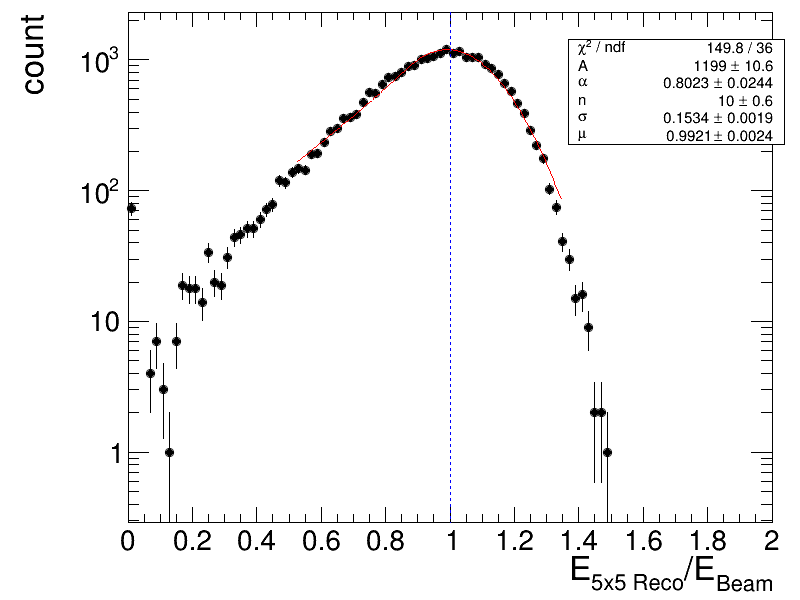 count
10³
10²
10
1
χ² / ndf 149.8 / 36
A 1199 ± 10.6
α 0.8023 ± 0.0244
n 10 ± 0.6
σ 0.1534 ± 0.0019
μ 0.9921 ± 0.0024
0 0.2 0.4 0.6 0.8 1 1.2 1.4 1.6 1.8 2
E5x5 Reco/EBeam